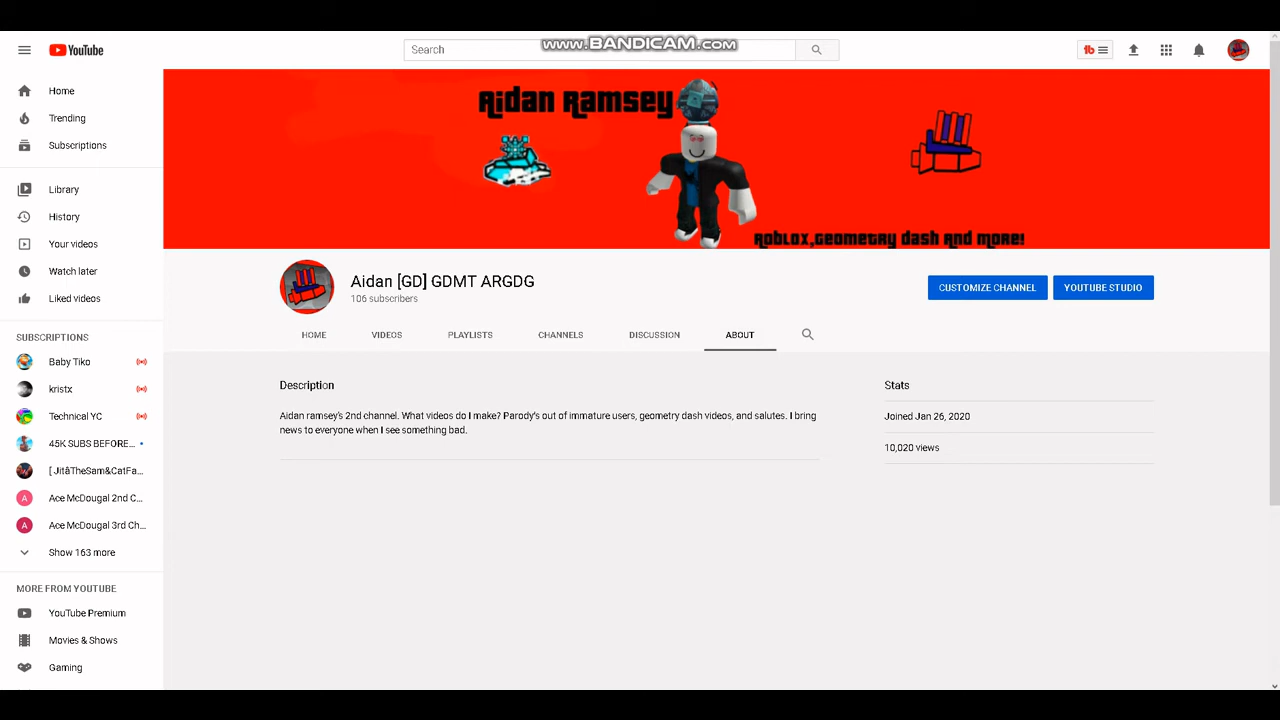 www.BANDICAM.com
YouTube
Search
tb
Home
Trending
Subscriptions
Library
History
Your videos
Watch later
Liked videos
SUBSCRIPTIONS
Baby Tiko
kristx
Technical YC
45K SUBS BEFORE...
[ JitâTheSam&CatFa...
Ace McDougal 2nd C...
Ace McDougal 3rd Ch...
Show 163 more
MORE FROM YOUTUBE
YouTube Premium
Movies & Shows
Gaming
Aidan Ramsey
Roblox,Geometry dash And more!
Aidan [GD] GDMT ARGDG
106 subscribers
CUSTOMIZE CHANNEL
YOUTUBE STUDIO
HOME VIDEOS PLAYLISTS CHANNELS DISCUSSION ABOUT
Description
Aidan ramsey's 2nd channel. What videos do I make? Parody's out of immature users, geometry dash videos, and salutes. I bring
news to everyone when I see something bad.
Stats
Joined Jan 26, 2020
10,020 views
A
A